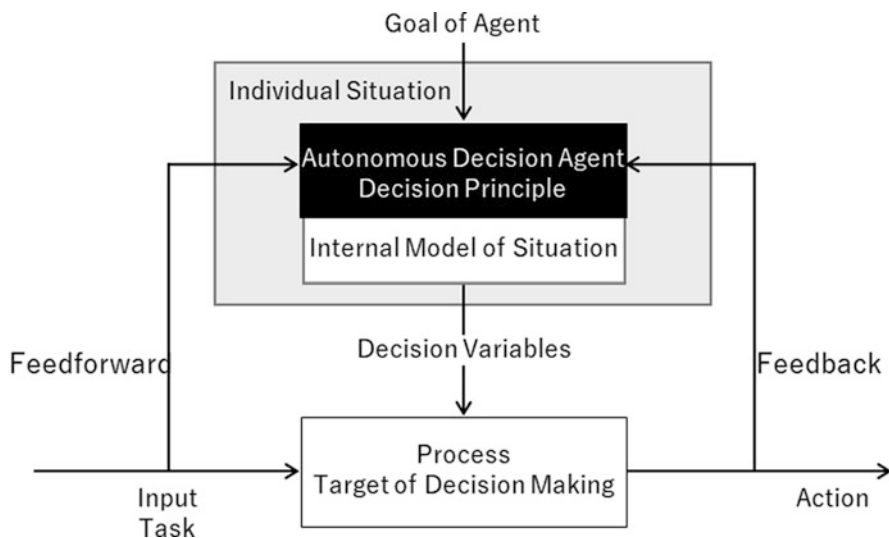 Goal of Agent
Individual Situation
Autonomous Decision Agent
Decision Principle
Internal Model of Situation
Feedforward
Decision Variables
Feedback
Process
Target of Decision Making
Input
Task
Action